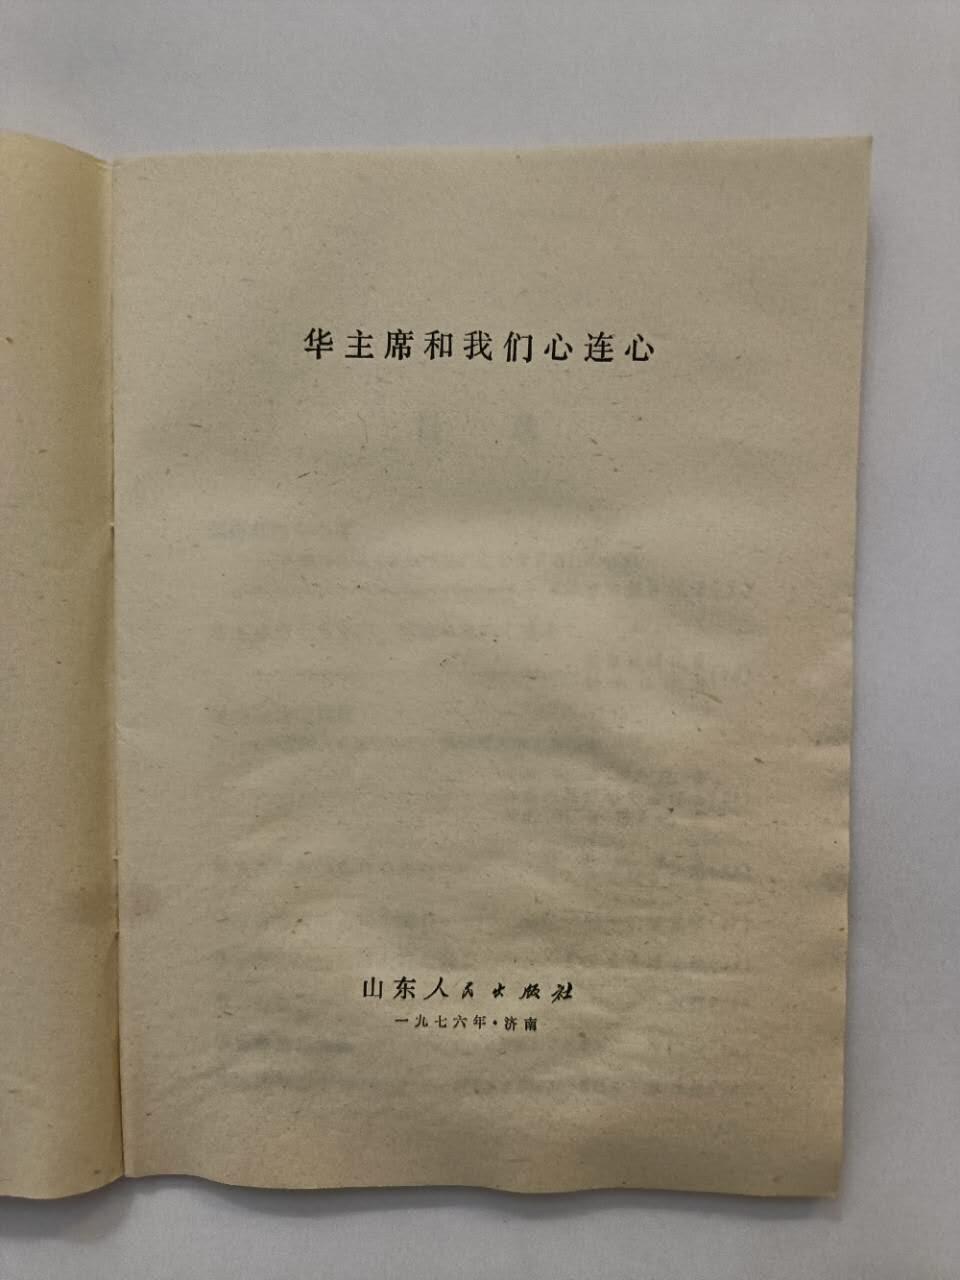 华主席和我们心连心
山东人民出版社
一九七六年·济南